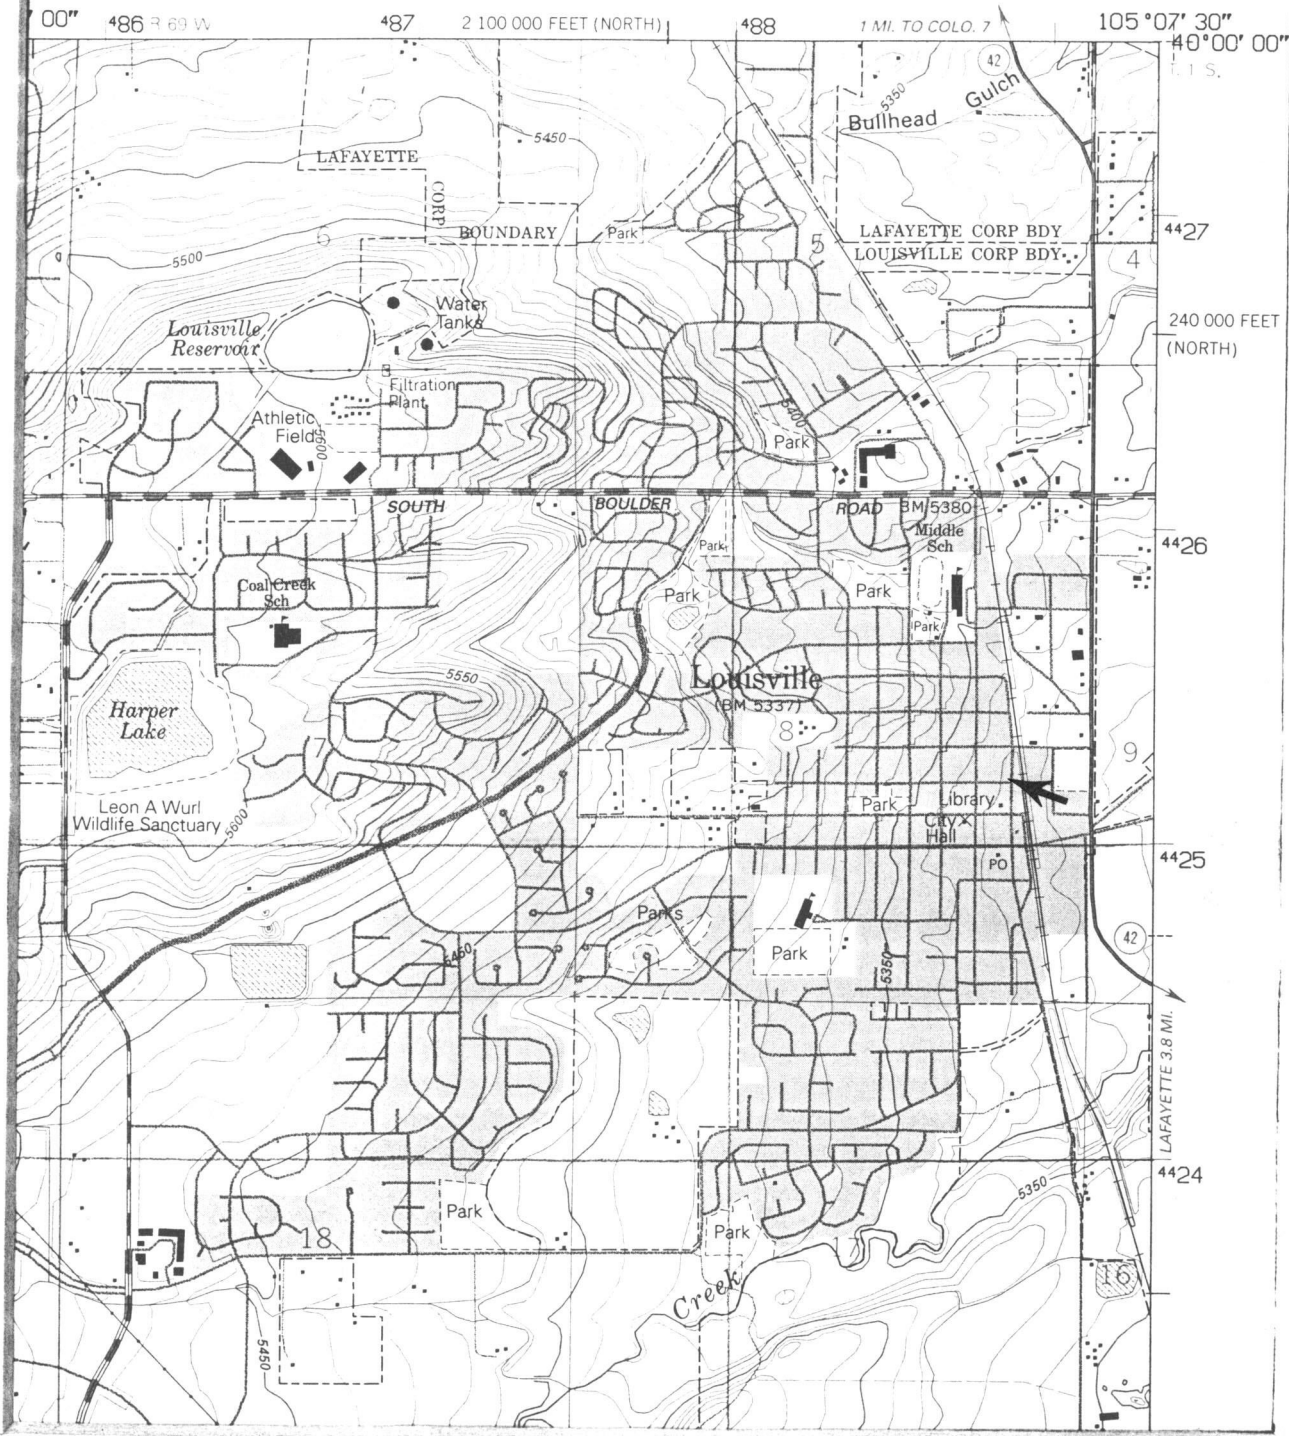 ' 00"
486
R 69 W
487
2 100 000 FEET (NORTH)
488
1 MI. TO COLO. 7
105°07' 30"
40°00' 00"
T. 1 S.
42
Gulch
5350
Bullhead
5450
LAFAYETTE
CORP
BOUNDARY
Park
6
5
LAFAYETTE CORP BDY
LOUISVILLE CORP BDY
4427
4
5500
Water
Tanks
Louisville
Reservoir
240 000 FEET
(NORTH)
Filtration
Plant
Athletic
Field
5600
5400
Park
SOUTH
BOULDER
ROAD
BM 5380
Middle
Sch
Park
4426
Coal Creek
Sch
Park
Park
Park
5550
Louisville
(BM 5337)
Harper
Lake
7
8
9
Leon A Wurl
Wildlife Sanctuary
5600
Park
Library
City
Hall
PO
4425
Parks
5450
Park
5350
42
LAFAYETTE 3.8 MI.
4424
5350
Park
Park
18
17
16
Creek
5450